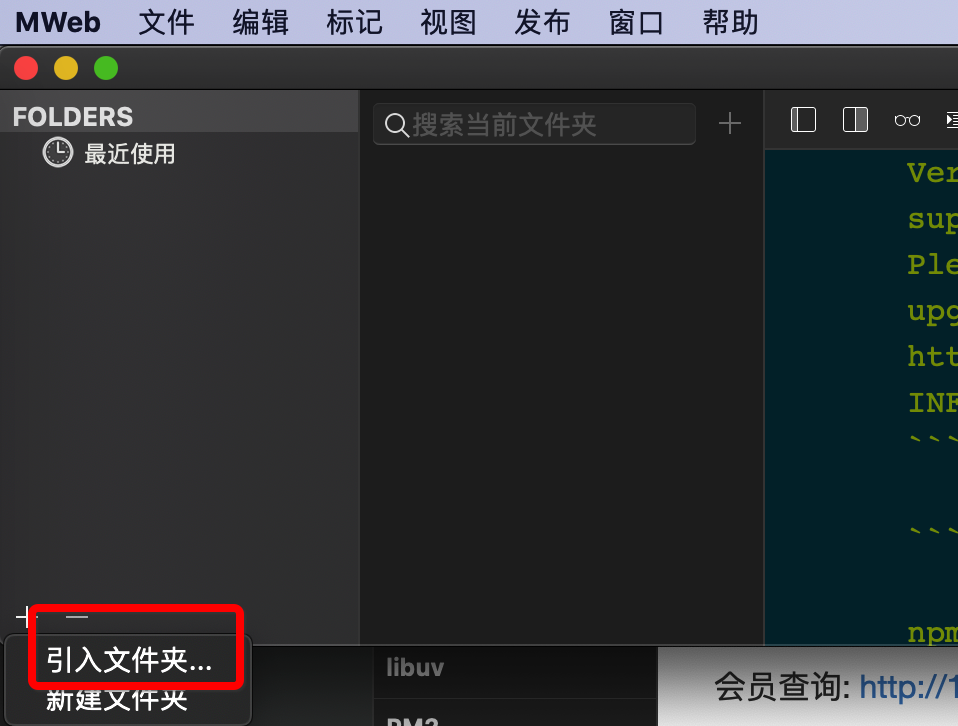 MWeb 文件 编辑 标记 视图 发布 窗口 帮助
FOLDERS
最近使用
搜索当前文件夹
Ver
sup
Ple
upg
htt
INF
```
```
npm
引入文件夹...
新建文件夹
libuv
PM2
会员查询: http://1